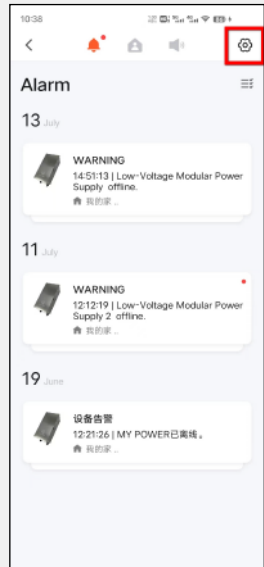 10:38
Alarm
13 July
WARNING
14:51:13 | Low-Voltage Modular Power
Supply offline.
我的家 ..
11 July
WARNING
12:12:19 | Low-Voltage Modular Power
Supply 2 offline.
我的家 ..
19 June
设备告警
12:21:26 | MY POWER已离线。
我的家 ..